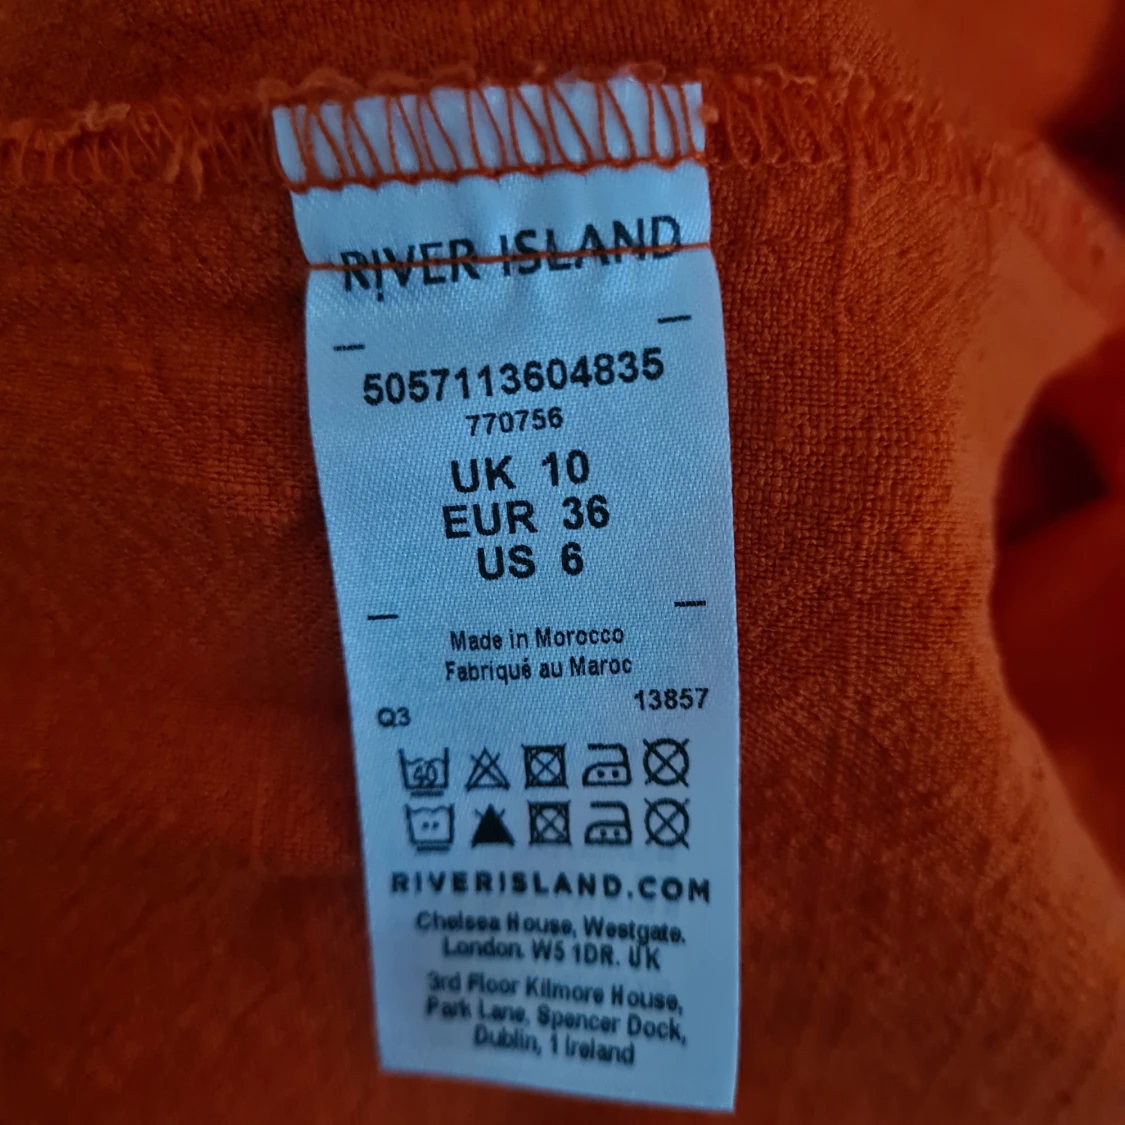 RIVER ISLAND
5057113604835
770756
UK 10
EUR 36
US 6
Made in Morocco
Fabriqué au Maroc
13857
Q3
40
RIVERISLAND.COM
Chelsea House, Westgate,
London. W5 1DR. UK
3rd Floor Kilmore House,
Park Lane, Spencer Dock,
Dublin, 1 Ireland